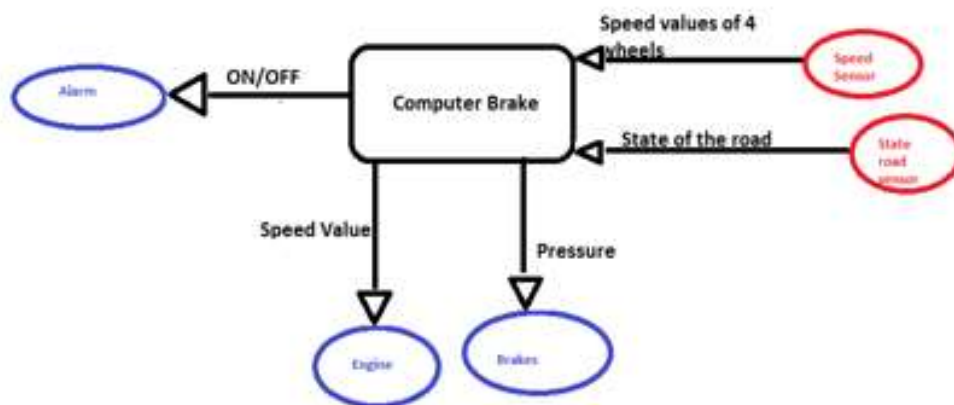 Speed values of 4
wheels
Speed
Sensor
ON/OFF
Alarm
Computer Brake
State of the road
State
road
sensor
Speed Value
Pressure
Engine
Brakes